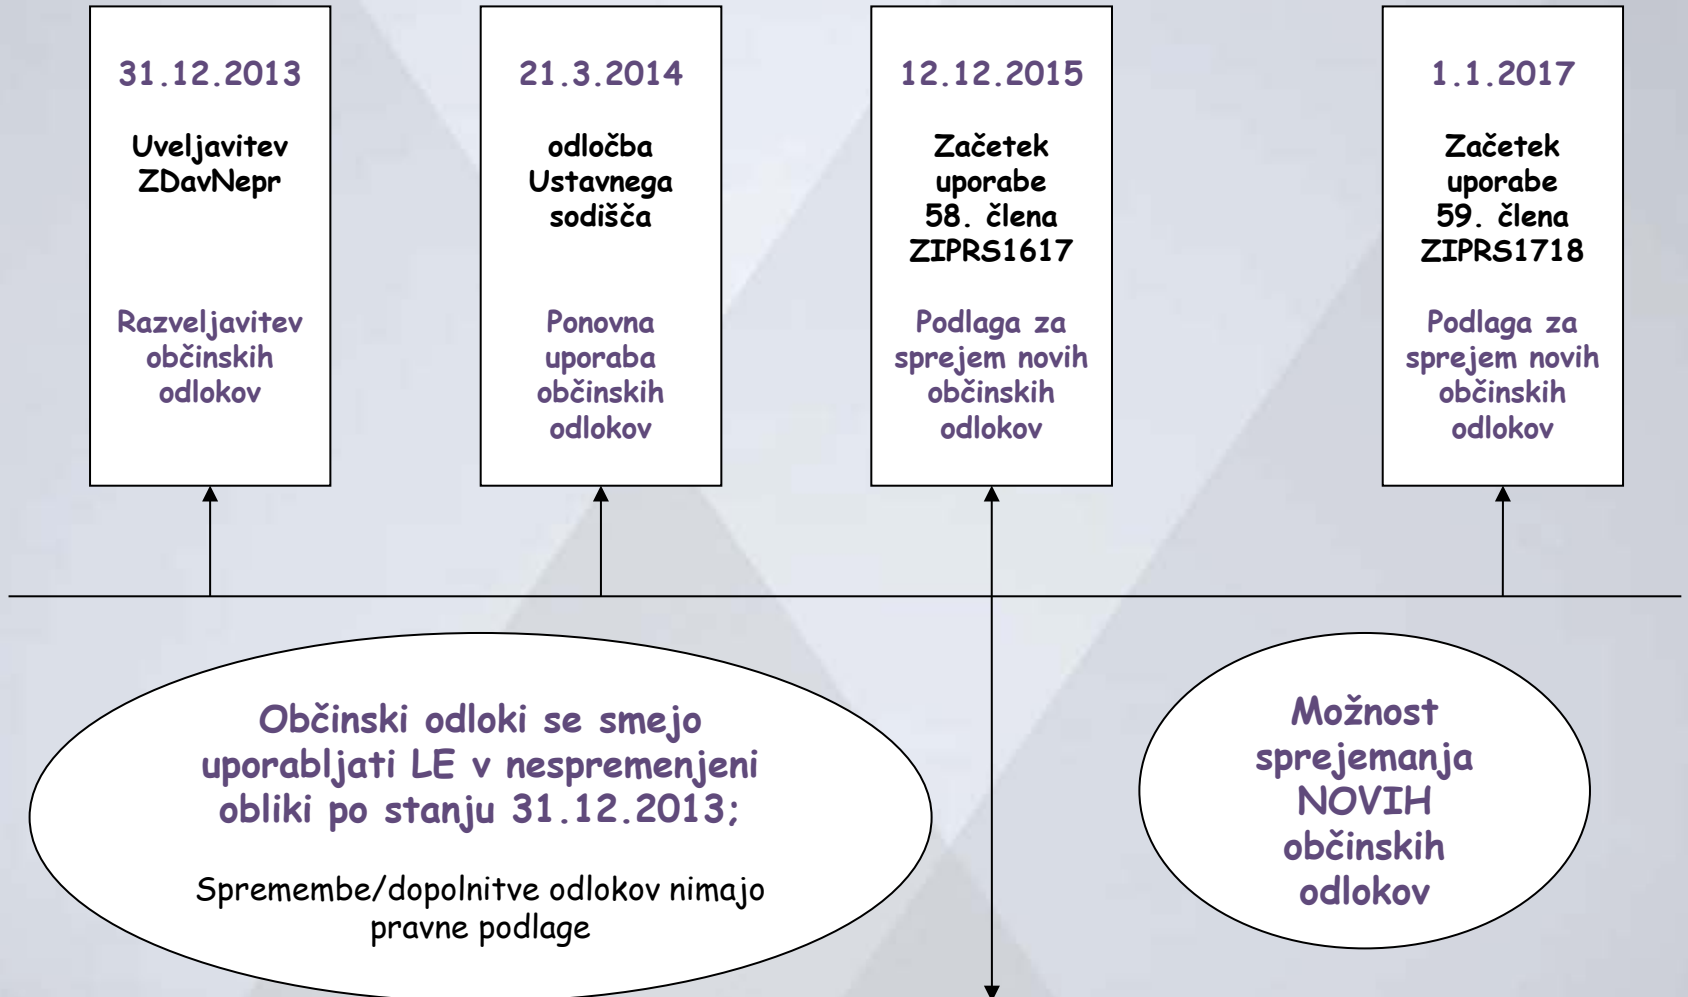 31.12.2013
Uveljavitev
ZDavNepr
Razveljavitev
občinskih
odlokov
21.3.2014
odločba
Ustavnega
sodišča
Ponovna
uporaba
občinskih
odlokov
12.12.2015
Začetek
uporabe
58. člena
ZIPRS1617
Podlaga za
sprejem novih
občinskih
odlokov
1.1.2017
Začetek
uporabe
59. člena
ZIPRS1718
Podlaga za
sprejem novih
občinskih
odlokov
Občinski odloki se smejo
uporabljati LE v nespremenjeni
obliki po stanju 31.12.2013;
Spremembe/dopolnitve odlokov nimajo
pravne podlage
Možnost
sprejemanja
NOVIH
občinskih
odlokov